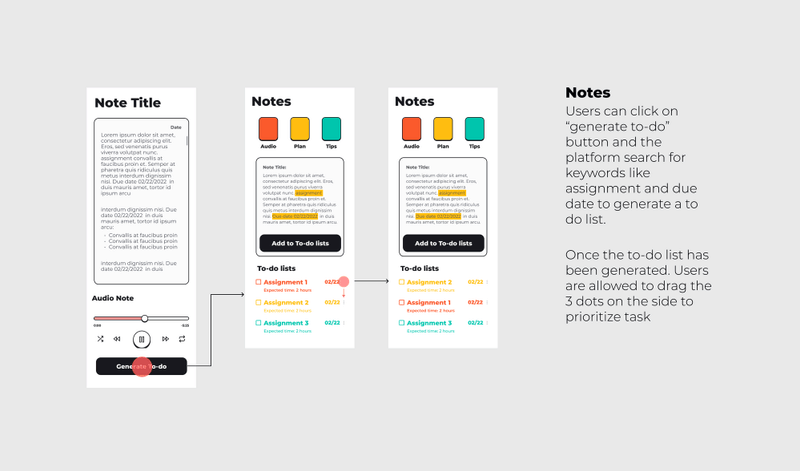 Note Title
Date
Lorem ipsum dolor sit amet,
consectetur adipiscing elit.
Eros, sed venenatis purus
viverra volutpat nunc,
assignment convallis at
faucibus proin et. Sempor at
pharetra quis ridiculus metus
nisi. Due date 02/22/2022 in
duis mauris amet, tortor id
ipsum arcu
Interdum dignissim nisi. Due
date 02/22/2022 in duis
mauris amet, tortor id ipsum
arcu:
- Convallis at faucibus proin
- Convallis at faucibus proin
- Convallis at faucibus proin
Interdum dignissim nisi. Due
date 02/22/2022 in duis
Audio Note
Generate To-do
Notes
Audio Plan Tips
Note Title:
Lorem ipsum dolor sit amet,
consectetur adipiscing elit. Eros,
sed venenatis purus viverra
volutpat nunc, assignment
convallis at faucibus proin et.
Sempor et pharetra quis ridiculus
quis metus interdum dignissim
nisi. Due date 02/22/2022 in duis
mauris amet, tortor id ipsum arcu.
Add to To-do lists
To-do lists
Assignment 1 02/22
Expected time: 2 hours
Assignment 2 02/22
Expected time: 2 hours
Assignment 3 02/22
Expected time: 2 hours
Notes
Audio Plan Tips
Note Title:
Lorem ipsum dolor sit amet,
consectetur adipiscing elit. Eros,
sed venenatis purus viverra
volutpat nunc, assignment
convallis at faucibus proin et.
Sempor et pharetra quis ridiculus
quis metus interdum dignissim
nisi. Due date 02/22/2022 in duis
mauris amet, tortor id ipsum arcu.
Add to To-do lists
To-do lists
Assignment 2 02/22
Expected time: 2 hours
Assignment 1 02/22
Expected time: 2 hours
Assignment 3 02/22
Expected time: 2 hours
Notes
Users can click on
“generate to-do”
button and the
platform search for
keywords like
assignment and due
date to generate a to
do list.
Once the to-do list has
been generated. Users
are allowed to drag the
3 dots on the side to
prioritize task